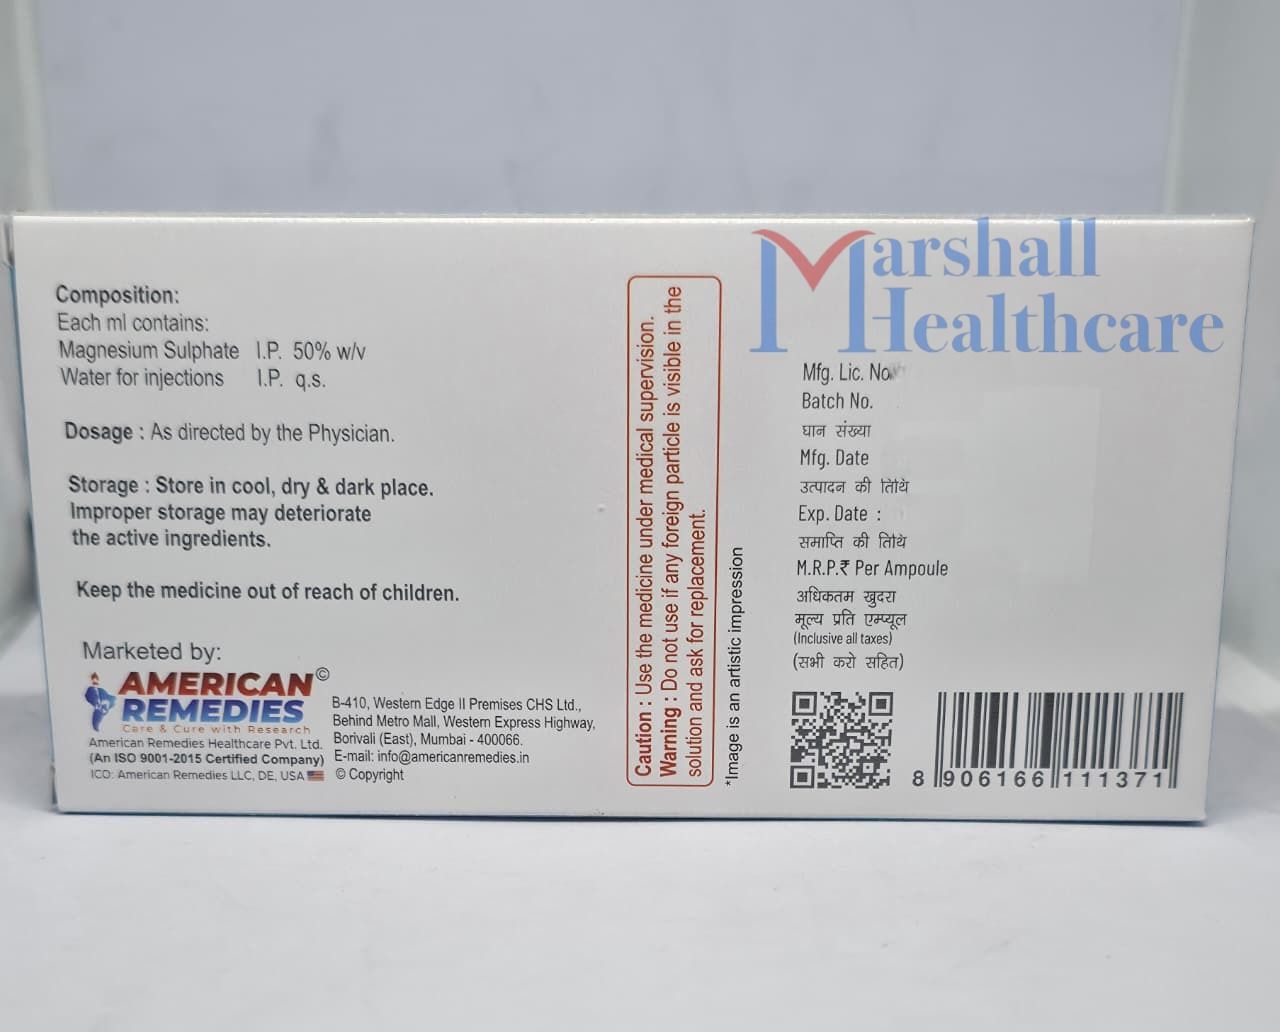 Marshall
Healthcare
Composition:
Each ml contains:
Magnesium Sulphate I.P. 50% w/v
Water for injections I.P. q.s.
Dosage : As directed by the Physician.
Storage : Store in cool, dry & dark place.
Improper storage may deteriorate
the active ingredients.
Keep the medicine out of reach of children.
Marketed by:
AMERICAN©
REMEDIES
Care & Cure with Research
American Remedies Healthcare Pvt. Ltd.
(An ISO 9001-2015 Certified Company)
ICO: American Remedies LLC, DE, USA
B-410, Western Edge II Premises CHS Ltd.,
Behind Metro Mall, Western Express Highway,
Borivali (East), Mumbai - 400066.
E-mail: info@americanremedies.in
© Copyright
Caution : Use the medicine under medical supervision.
Warning : Do not use if any foreign particle is visible in the
solution and ask for replacement.
*Image is an artistic impression
Mfg. Lic. No.
Batch No.
घान संख्या
Mfg. Date
उत्पादन की तिथि
Exp. Date :
समाप्ति की तिथि
M.R.P.₹ Per Ampoule
अधिकतम खुदरा
मूल्य प्रति एम्प्यूल
(Inclusive all taxes)
(सभी करो सहित)
8 906166 111371